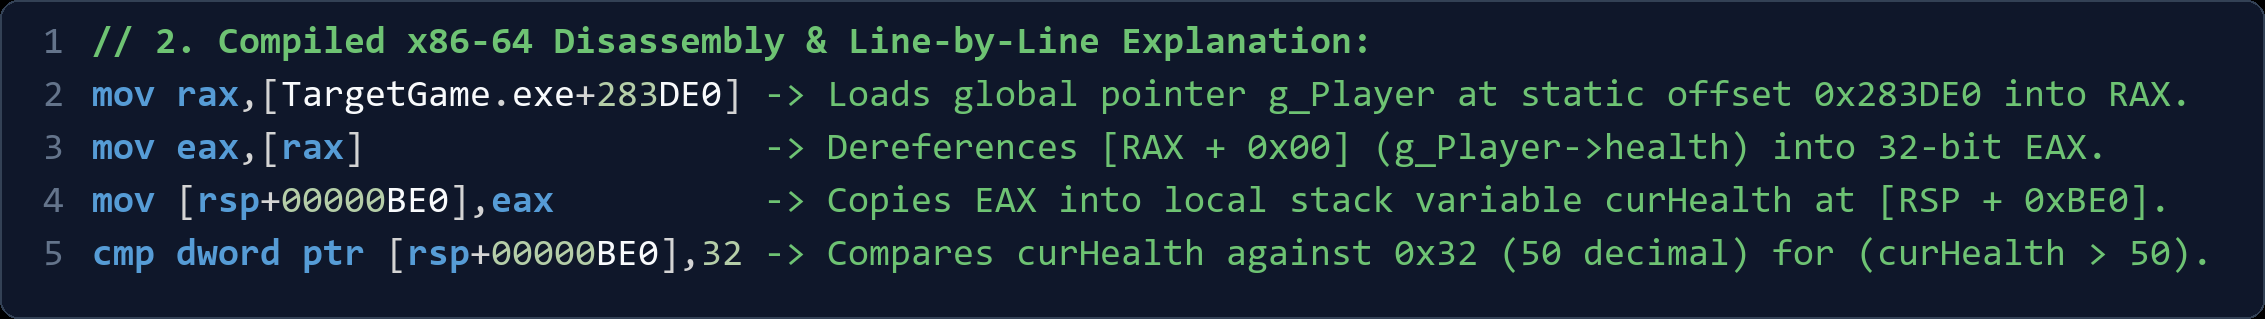 1 // 2. Compiled x86-64 Disassembly & Line-by-Line Explanation:
2 mov rax,[TargetGame.exe+283DE0] -> Loads global pointer g_Player at static offset 0x283DE0 into RAX.
3 mov eax,[rax]                   -> Dereferences [RAX + 0x00] (g_Player->health) into 32-bit EAX.
4 mov [rsp+00000BE0],eax          -> Copies EAX into local stack variable curHealth at [RSP + 0xBE0].
5 cmp dword ptr [rsp+00000BE0],32 -> Compares curHealth against 0x32 (50 decimal) for (curHealth > 50).